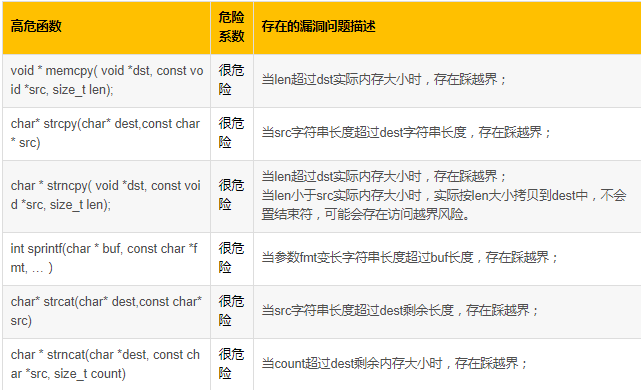 高危函数
危险
系数
存在的漏洞问题描述
void * memcpy( void *dst, const vo
id *src, size_t len);
很危
险
当len超过dst实际内存大小时，存在踩越界；
char* strcpy(char* dest,const char
* src)
很危
险
当src字符串长度超过dest字符串长度，存在踩越界；
char * strncpy( void *dst, const voi
d *src, size_t len);
很危
险
当len超过dst实际内存大小时，存在踩越界；
当len小于src实际内存大小时，实际按len大小拷贝到dest中，不会
置结束符，可能会存在访问越界风险。
int sprintf(char * buf, const char *f
mt, … )
很危
险
当参数fmt变长字符串长度超过buf长度，存在踩越界；
char* strcat(char* dest,const char*
src)
很危
险
当src字符串长度超过dest剩余长度，存在踩越界；
char * strncat(char *dest, const ch
ar *src, size_t count)
很危
险
当count超过dest剩余内存大小时，存在踩越界；